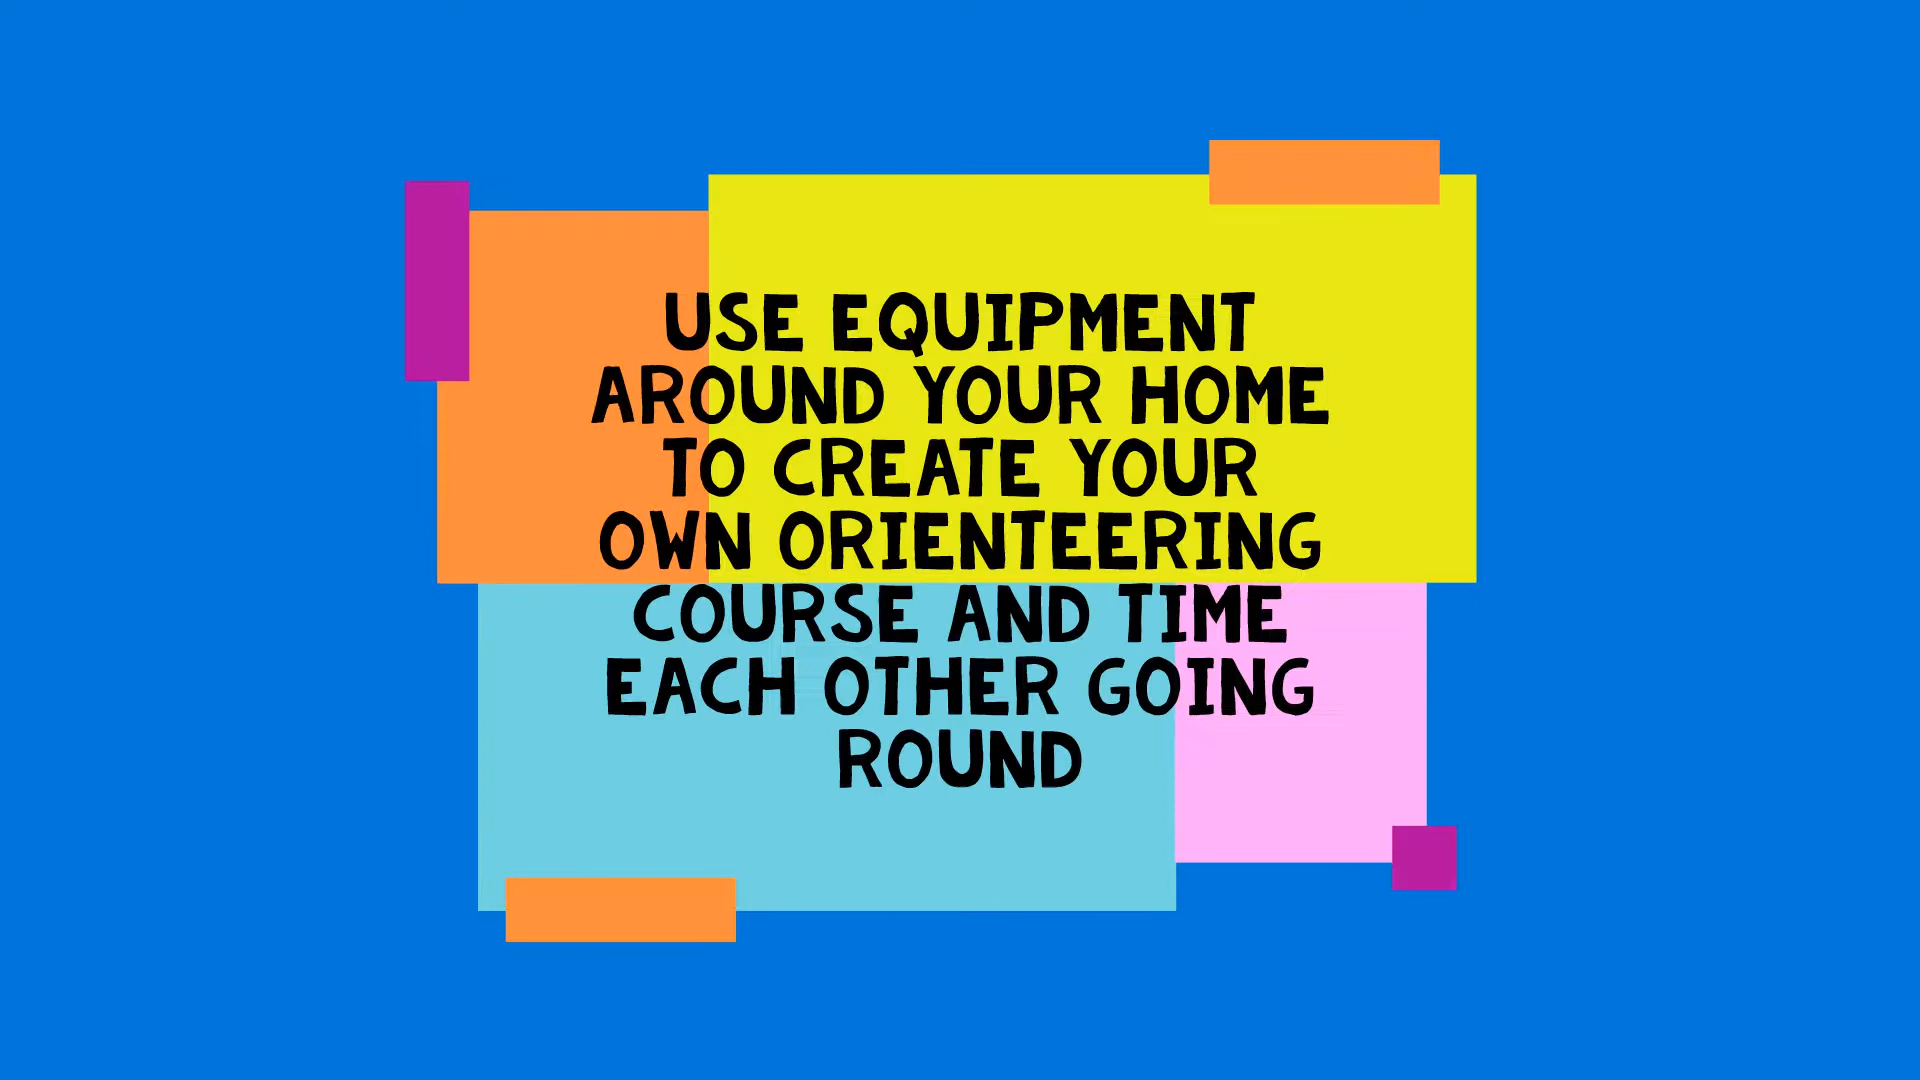 USE EQUIPMENT
AROUND YOUR HOME
TO CREATE YOUR
OWN ORIENTEERING
COURSE AND TIME
EACH OTHER GOING
ROUND